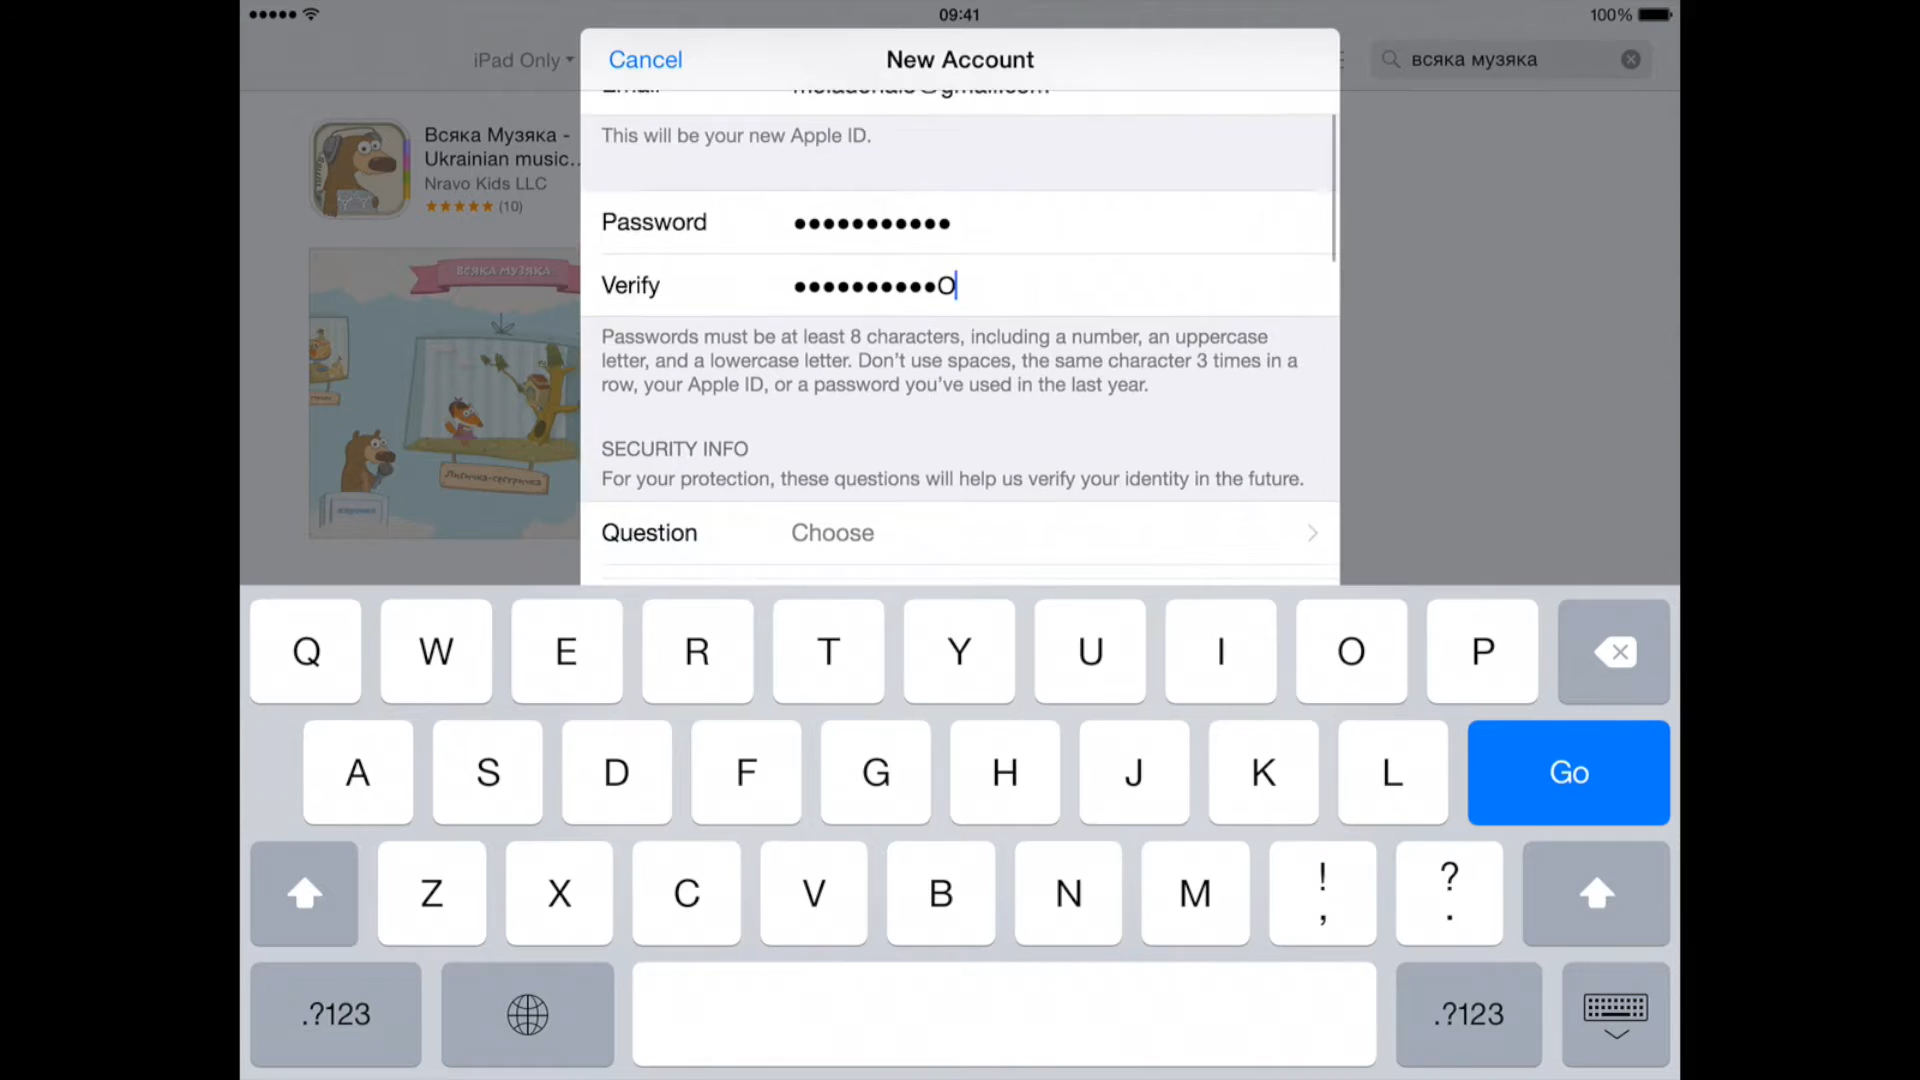 09:41
100%
Cancel
New Account
iPad Only
всяка музяка
Email
This will be your new Apple ID.
Всяка Музяка -
Ukrainian music...
Nravo Kids LLC
(10)
Password
ВСЯКА МУЗЯКА
Verify
O
Passwords must be at least 8 characters, including a number, an uppercase
letter, and a lowercase letter. Don't use spaces, the same character 3 times in a
row, your Apple ID, or a password you've used in the last year.
SECURITY INFO
For your protection, these questions will help us verify your identity in the future.
Question
Choose
Q W E R T Y U I O P
A S D F G H J K L Go
Z X C V B N M ! , ? .
.?123
.?123